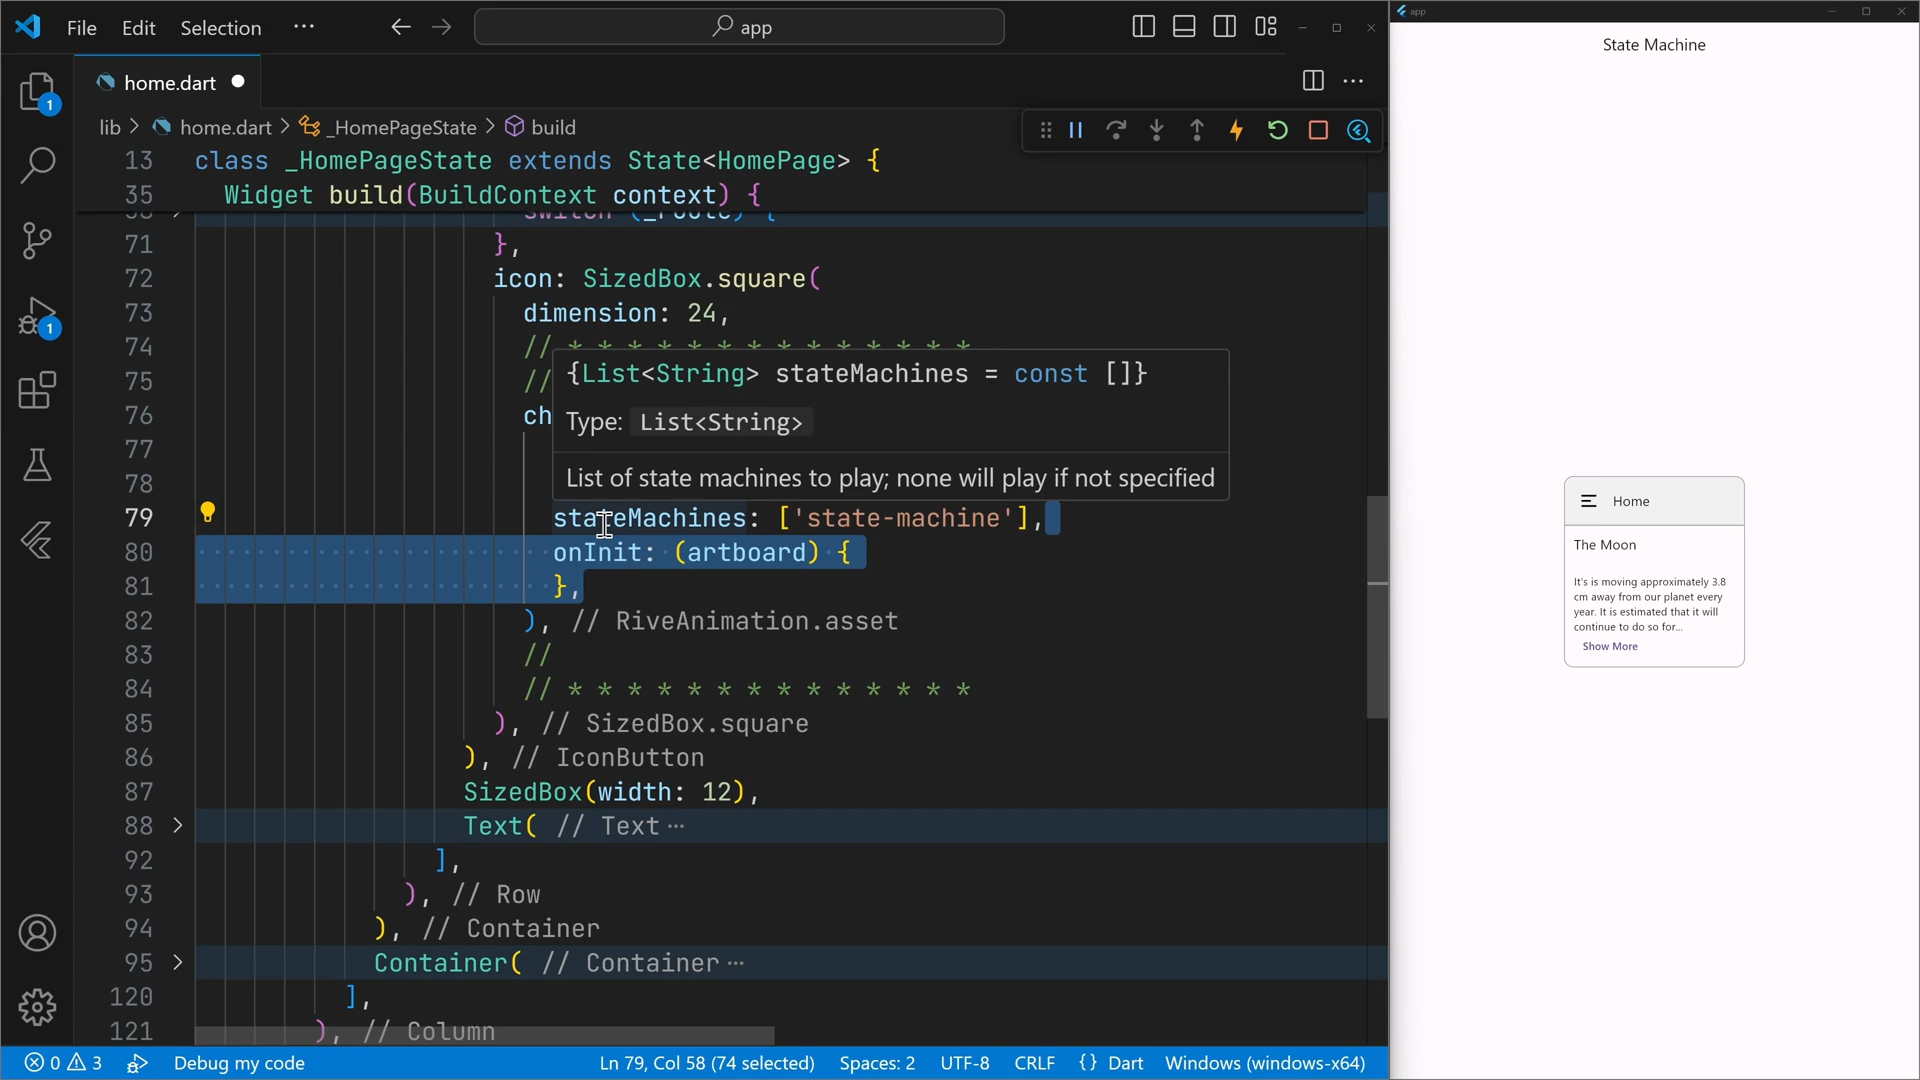 File Edit Selection ··· app
home.dart
lib > home.dart > _HomePageState > build
13 class _HomePageState extends State<HomePage> {
35 Widget build(BuildContext context) {
switch (_route) {
71 },
72 icon: SizedBox.square(
73 dimension: 24,
74 // * * * * * * * * * * * * * *
75 //
76 ch
77
78
{List<String> stateMachines = const []}
Type: List<String>
List of state machines to play; none will play if not specified
79 stateMachines: ['state-machine'],
80 onInit: (artboard) {
81 },
82 ), // RiveAnimation.asset
83 //
84 // * * * * * * * * * * * * * *
85 ), // SizedBox.square
86 ), // IconButton
87 SizedBox(width: 12),
88 Text( // Text ···
92 ],
93 ), // Row
94 ), // Container
95 Container( // Container ···
120 ],
121 ), // Column
1
1
0 3 Debug my code Ln 79, Col 58 (74 selected) Spaces: 2 UTF-8 CRLF {} Dart Windows (windows-x64)
app
State Machine
Home
The Moon
It's is moving approximately 3.8
cm away from our planet every
year. It is estimated that it will
continue to do so for...
Show More